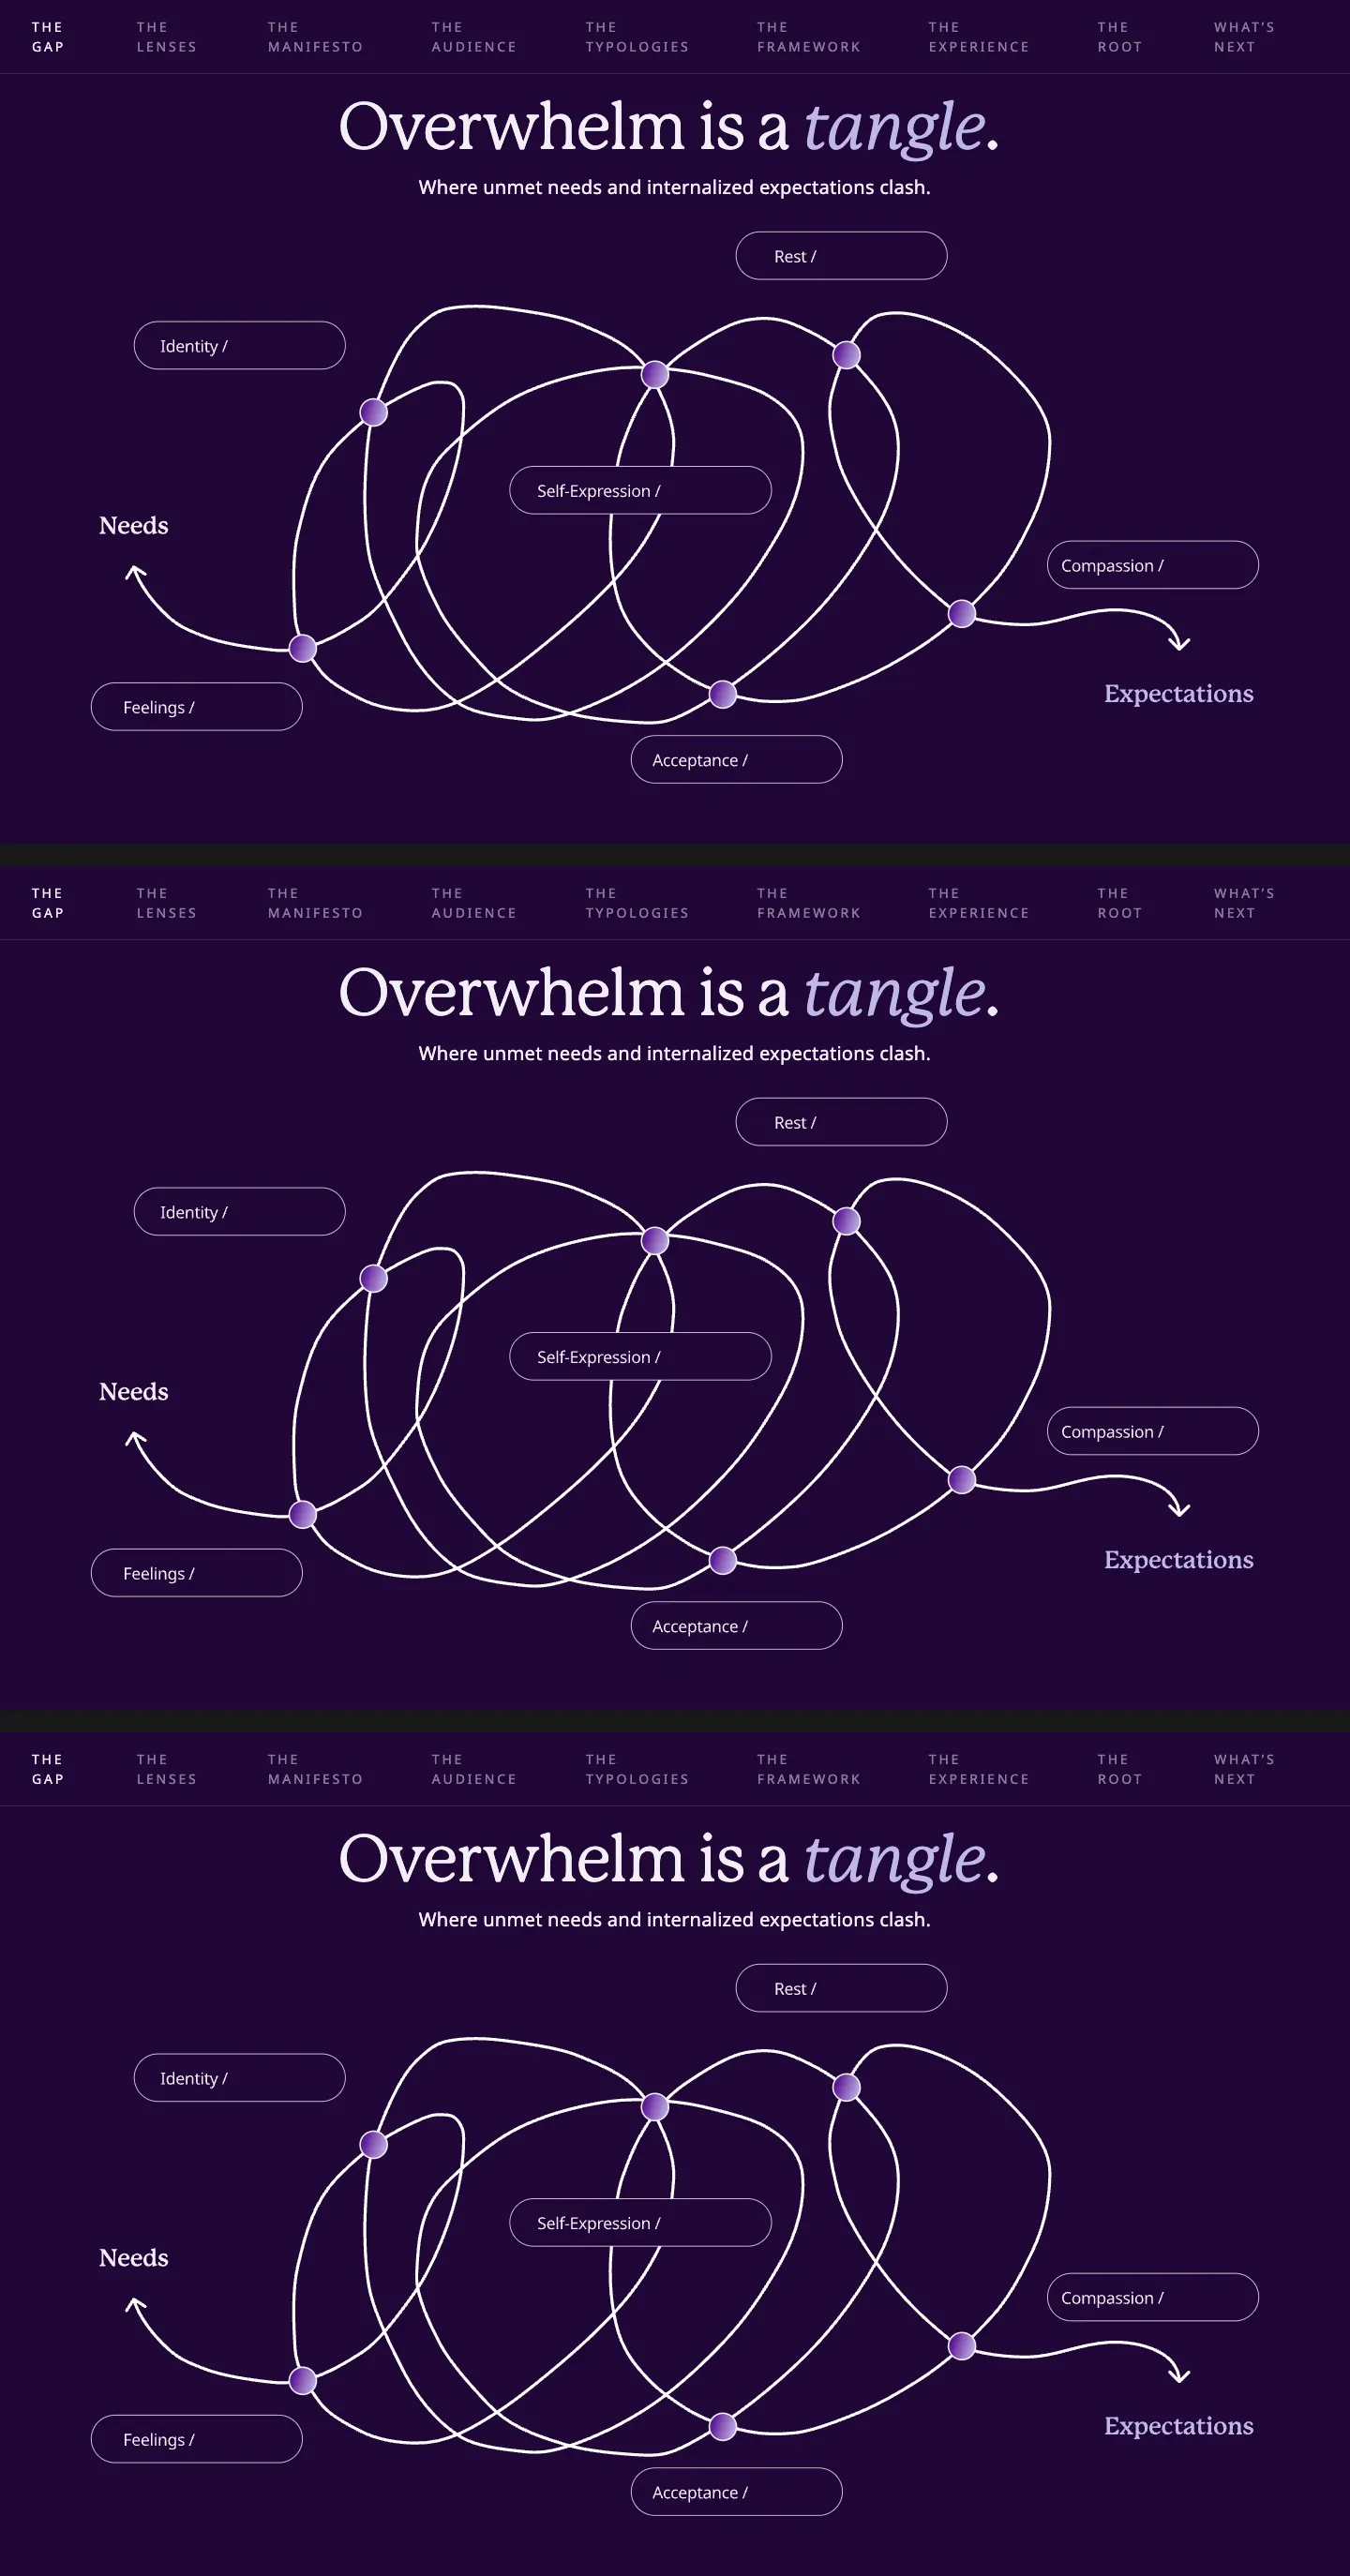 THE GAP
THE LENSES
THE MANIFESTO
THE AUDIENCE
THE TYPOLOGIES
THE FRAMEWORK
THE EXPERIENCE
THE ROOT
WHAT'S NEXT
Overwhelm is a tangle.
Where unmet needs and internalized expectations clash.
Rest /
Identity /
Self-Expression /
Needs
Compassion /
Expectations
Feelings /
Acceptance /
THE GAP
THE LENSES
THE MANIFESTO
THE AUDIENCE
THE TYPOLOGIES
THE FRAMEWORK
THE EXPERIENCE
THE ROOT
WHAT'S NEXT
Overwhelm is a tangle.
Where unmet needs and internalized expectations clash.
Rest /
Identity /
Self-Expression /
Needs
Compassion /
Expectations
Feelings /
Acceptance /
THE GAP
THE LENSES
THE MANIFESTO
THE AUDIENCE
THE TYPOLOGIES
THE FRAMEWORK
THE EXPERIENCE
THE ROOT
WHAT'S NEXT
Overwhelm is a tangle.
Where unmet needs and internalized expectations clash.
Rest /
Identity /
Self-Expression /
Needs
Compassion /
Expectations
Feelings /
Acceptance /